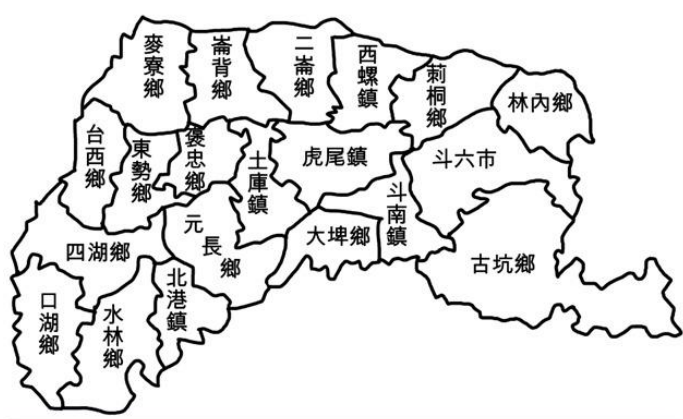 麥寮鄉
崙背鄉
二崙鄉
西螺鎮
莿桐鄉
林內鄉
台西鄉
東勢鄉
褒忠鄉
土庫鎮
虎尾鎮
斗六市
斗南鎮
四湖鄉
元長鄉
大埤鄉
古坑鄉
口湖鄉
水林鄉
北港鎮